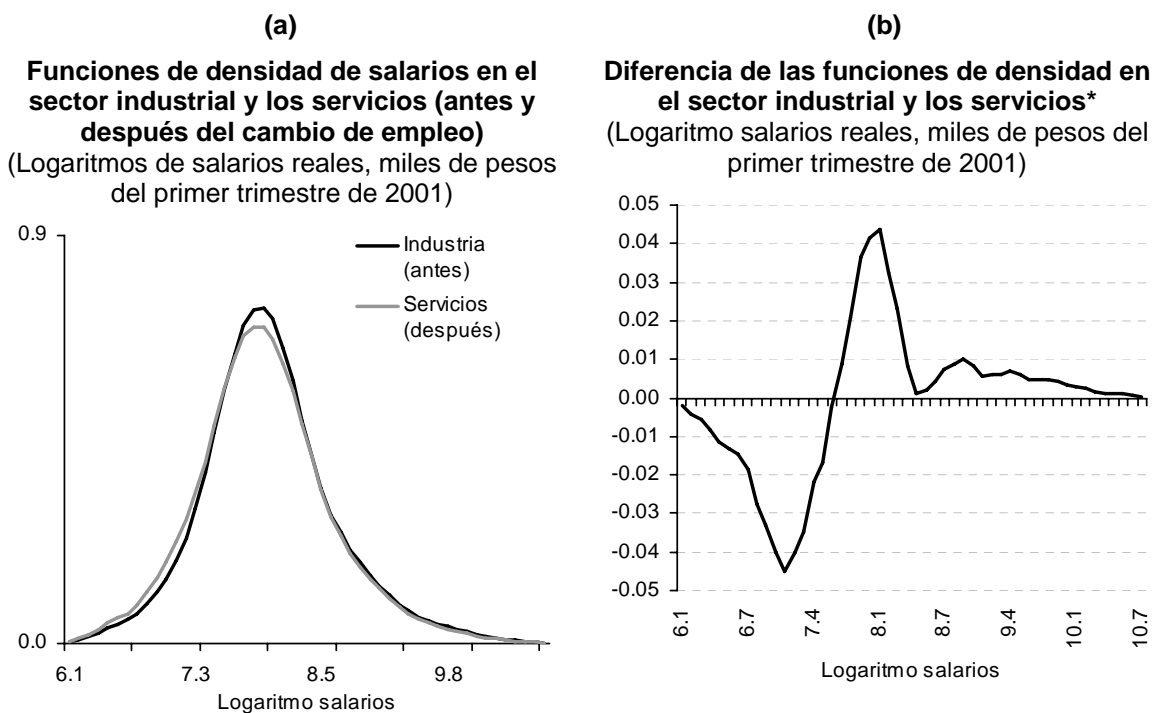 (a)
Funciones de densidad de salarios en el
sector industrial y los servicios (antes y
después del cambio de empleo)
(Logaritmos de salarios reales, miles de pesos
del primer trimestre de 2001)
0.9
Industria
(antes)
Servicios
(después)
0.0
6.1 7.3 8.5 9.8
Logaritmo salarios
(b)
Diferencia de las funciones de densidad en
el sector industrial y los servicios*
(Logaritmo salarios reales, miles de pesos del
primer trimestre de 2001)
0.05
0.04
0.03
0.02
0.01
0.00
-0.01
-0.02
-0.03
-0.04
-0.05
6.1 6.7 7.4 8.1 8.7 9.4 10.1 10.7
Logaritmo salarios